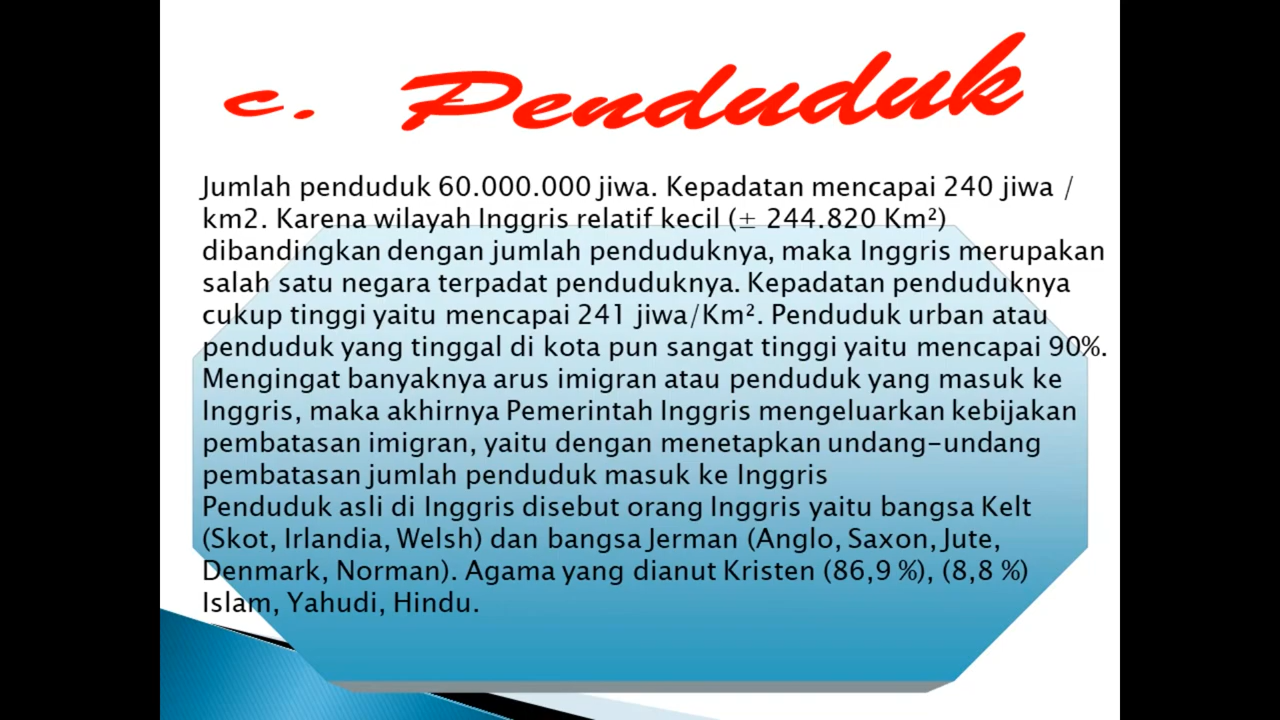 c. Penduduk
Jumlah penduduk 60.000.000 jiwa. Kepadatan mencapai 240 jiwa /
km2. Karena wilayah Inggris relatif kecil (± 244.820 Km²)
dibandingkan dengan jumlah penduduknya, maka Inggris merupakan
salah satu negara terpadat penduduknya. Kepadatan penduduknya
cukup tinggi yaitu mencapai 241 jiwa/Km². Penduduk urban atau
penduduk yang tinggal di kota pun sangat tinggi yaitu mencapai 90%.
Mengingat banyaknya arus imigran atau penduduk yang masuk ke
Inggris, maka akhirnya Pemerintah Inggris mengeluarkan kebijakan
pembatasan imigran, yaitu dengan menetapkan undang-undang
pembatasan jumlah penduduk masuk ke Inggris
Penduduk asli di Inggris disebut orang Inggris yaitu bangsa Kelt
(Skot, Irlandia, Welsh) dan bangsa Jerman (Anglo, Saxon, Jute,
Denmark, Norman). Agama yang dianut Kristen (86,9 %), (8,8 %)
Islam, Yahudi, Hindu.